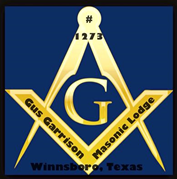 #
1273
G
Gus Garrison
Masonic Lodge
Winnsboro, Texas